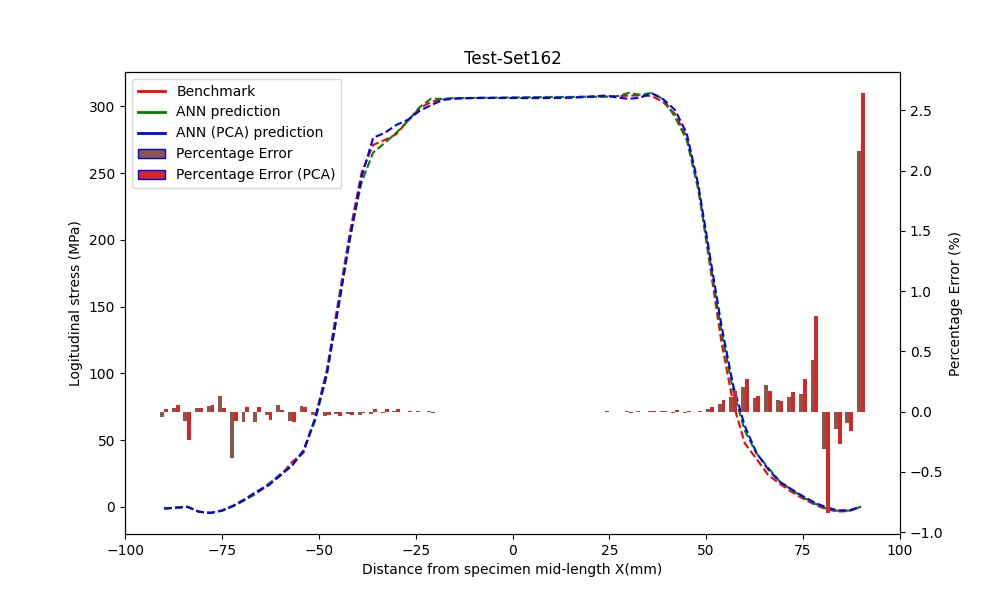 Test-Set162
Benchmark
ANN prediction
ANN (PCA) prediction
Percentage Error
Percentage Error (PCA)
Logitudinal stress (MPa)
300
250
200
150
100
50
0
2.5
2.0
1.5
1.0
0.5
0.0
−0.5
−1.0
Percentage Error (%)
−100 −75 −50 −25 0 25 50 75 100
Distance from specimen mid-length X(mm)